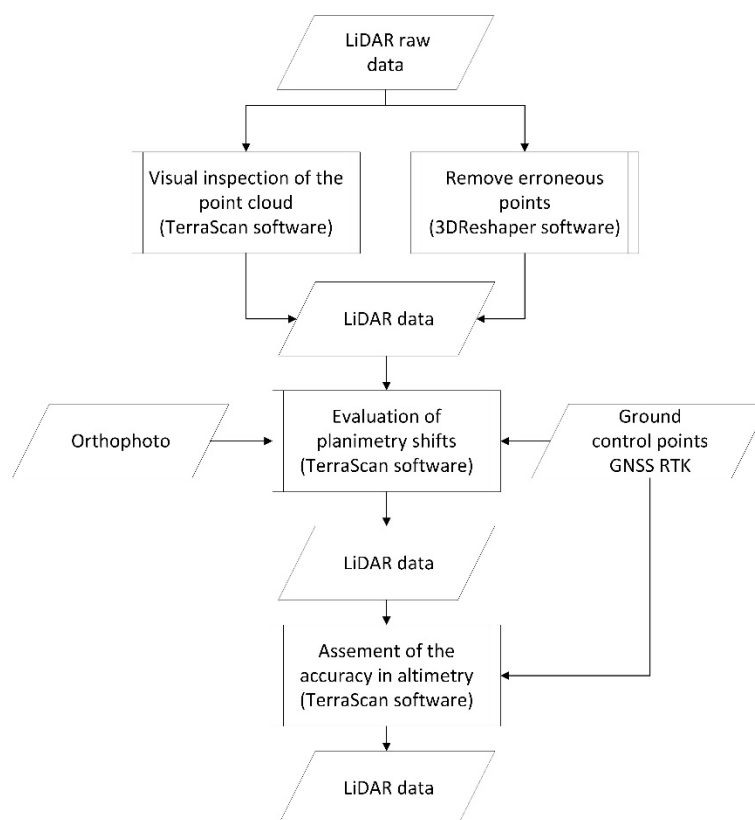 LiDAR raw
data
Visual inspection of the
point cloud
(TerraScan software)
Remove erroneous
points
(3DReshaper software)
LiDAR data
Orthophoto
Evaluation of
planimetry shifts
(TerraScan software)
Ground
control points
GNSS RTK
LiDAR data
Assement of the
accuracy in altimetry
(TerraScan software)
LiDAR data